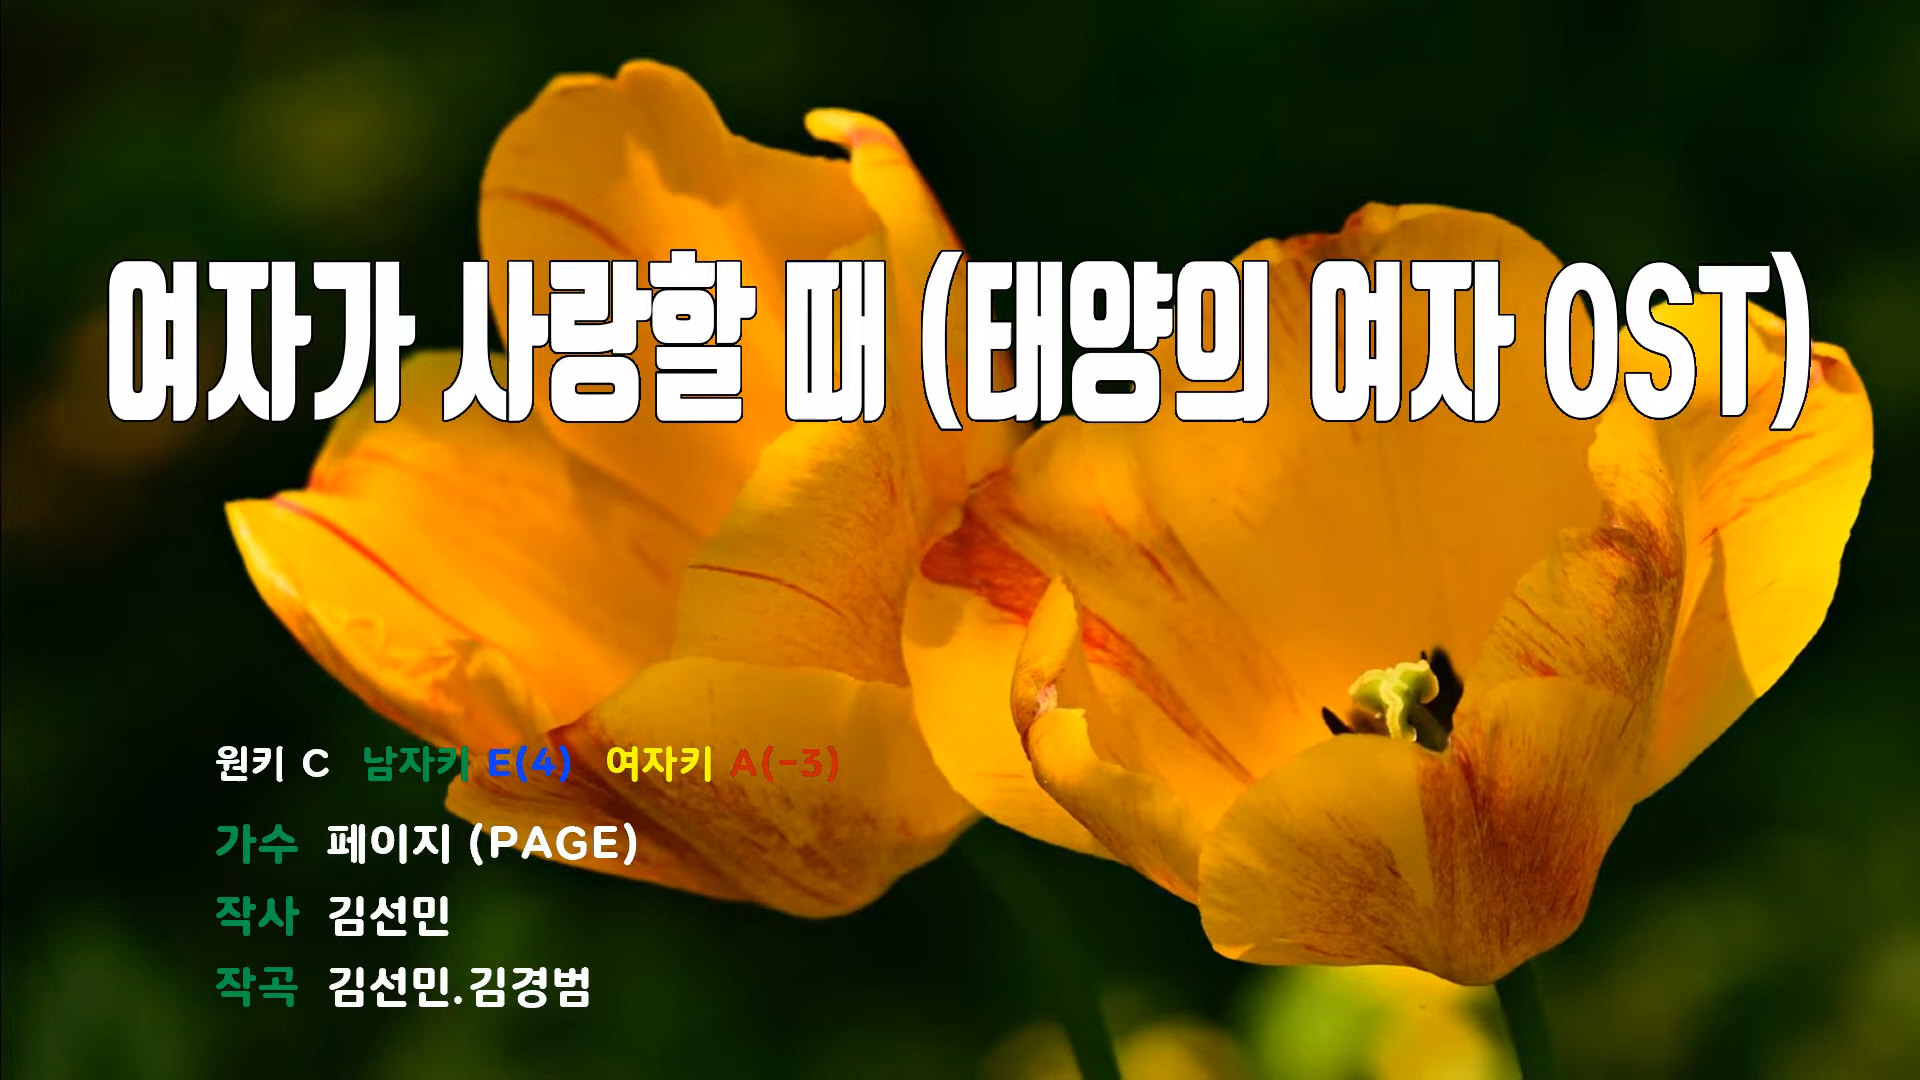 여자가 사랑할 때 (태양의 여자 OST)
원키 C 남자키 E(4) 여자키 A(-3)
가수 페이지 (PAGE)
작사 김선민
작곡 김선민.김경범